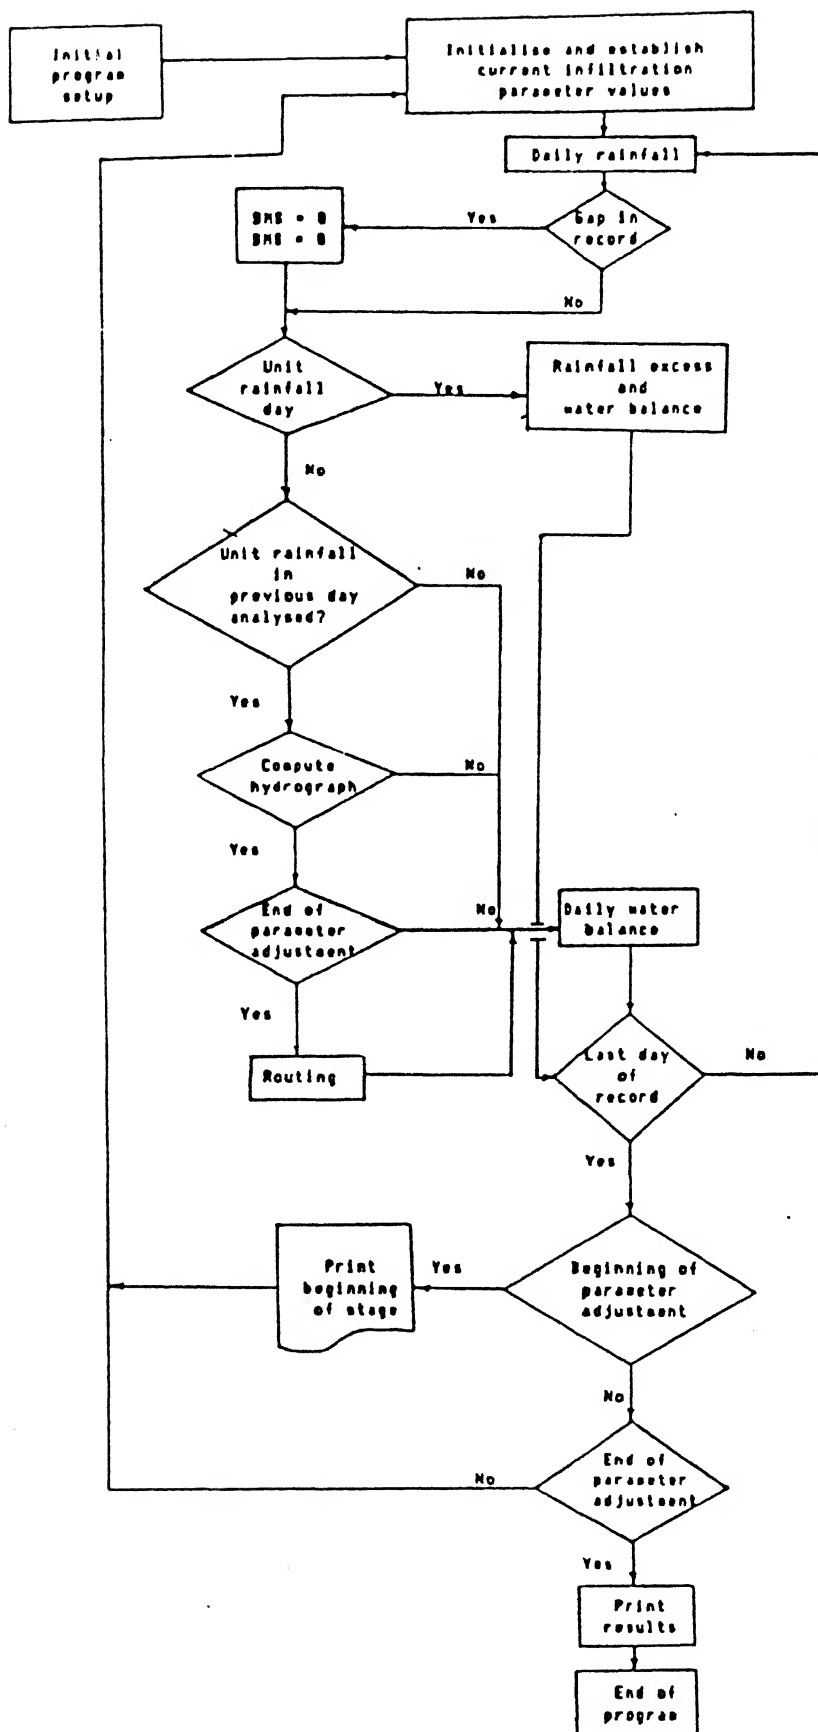 Initial
program
setup
Initialise and establish
current infiltration
parameter values
Daily rainfall
Gap in
record
Yes
No
Unit
rainfall
day
Yes
Rainfall excess
and
water balance
No
Unit rainfall
in
previous day
analysed?
No
Yes
Compute
hydrograph
No
Yes
End of
parameter
adjustment
No
Daily water
balance
Yes
Routing
Last day
of
record
No
Yes
Beginning of
parameter
adjustment
Yes
Print
beginning
of stage
No
End of
parameter
adjustment
No
Yes
Print
results
End of
program